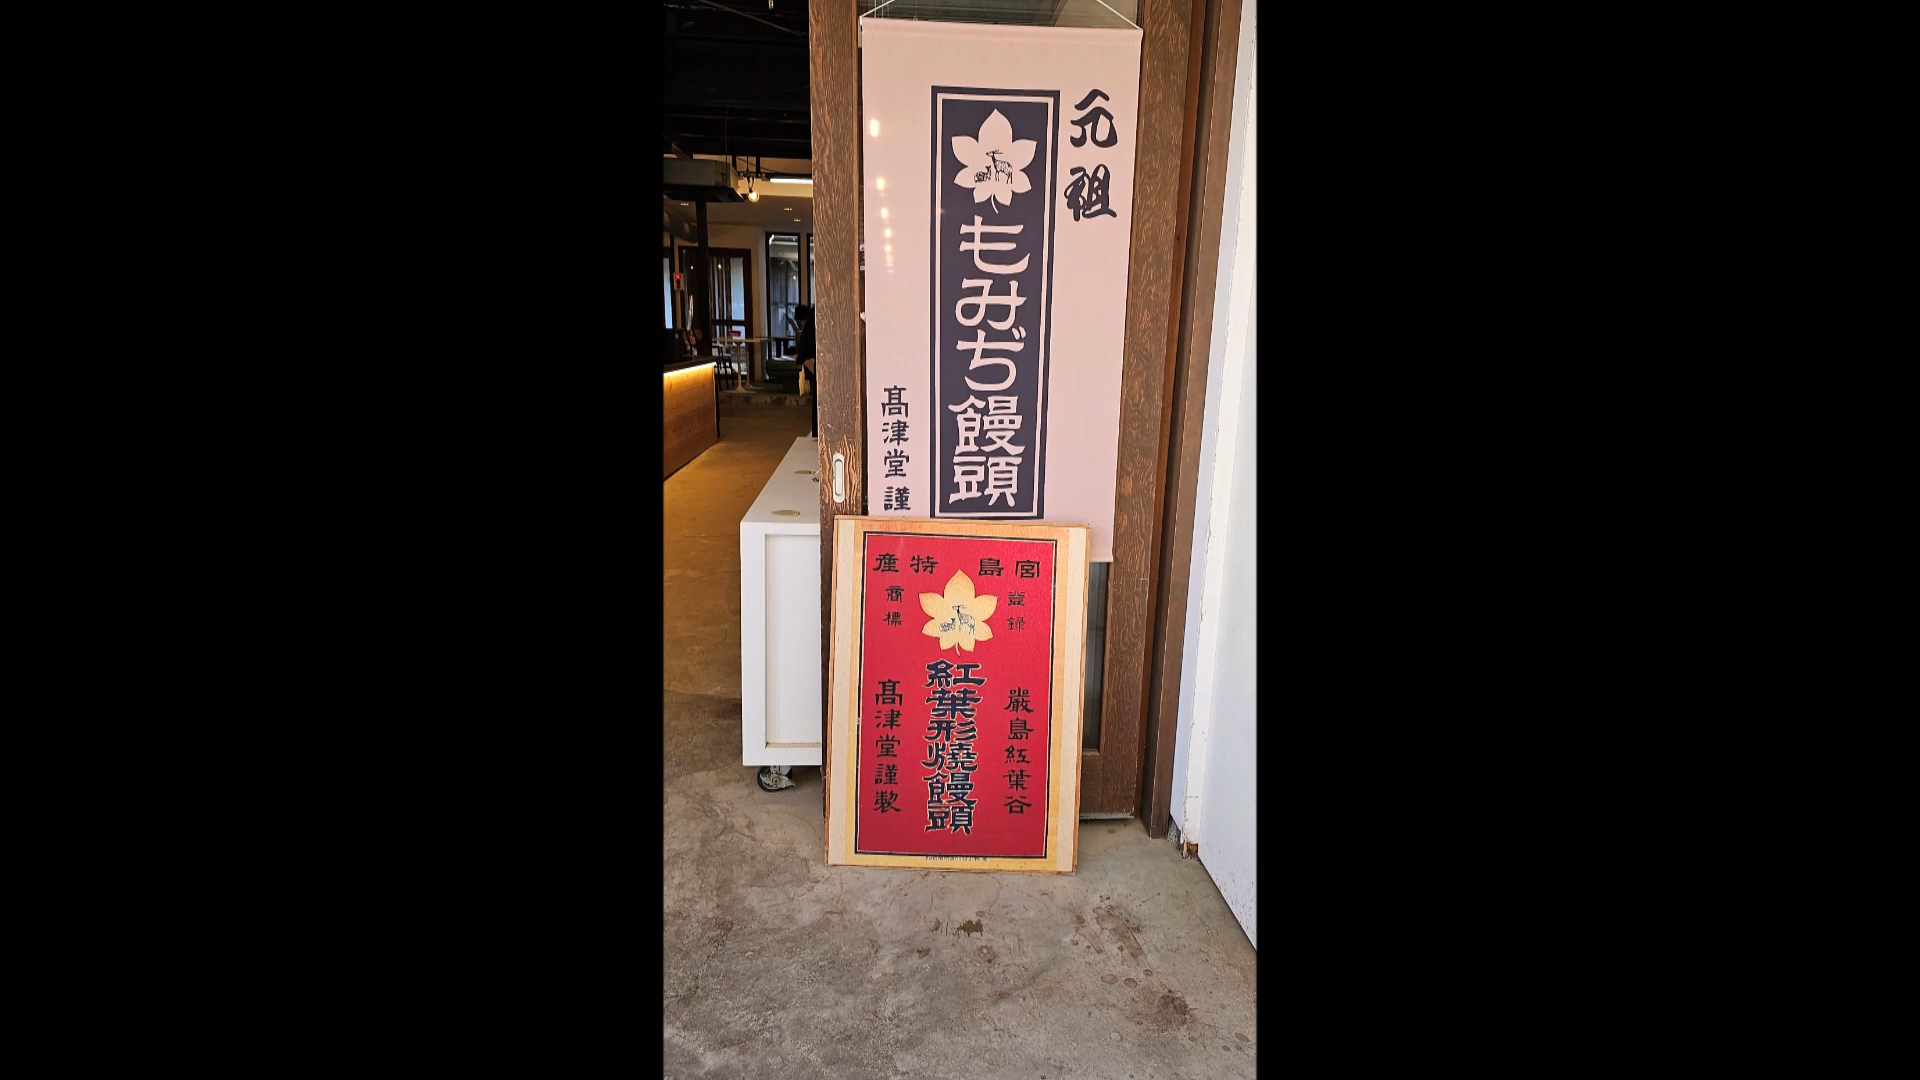 元祖
もみぢ饅頭
髙津堂謹
産特 島宮
登録
商標
嚴島紅葉谷
紅葉形燒饅頭
髙津堂謹製